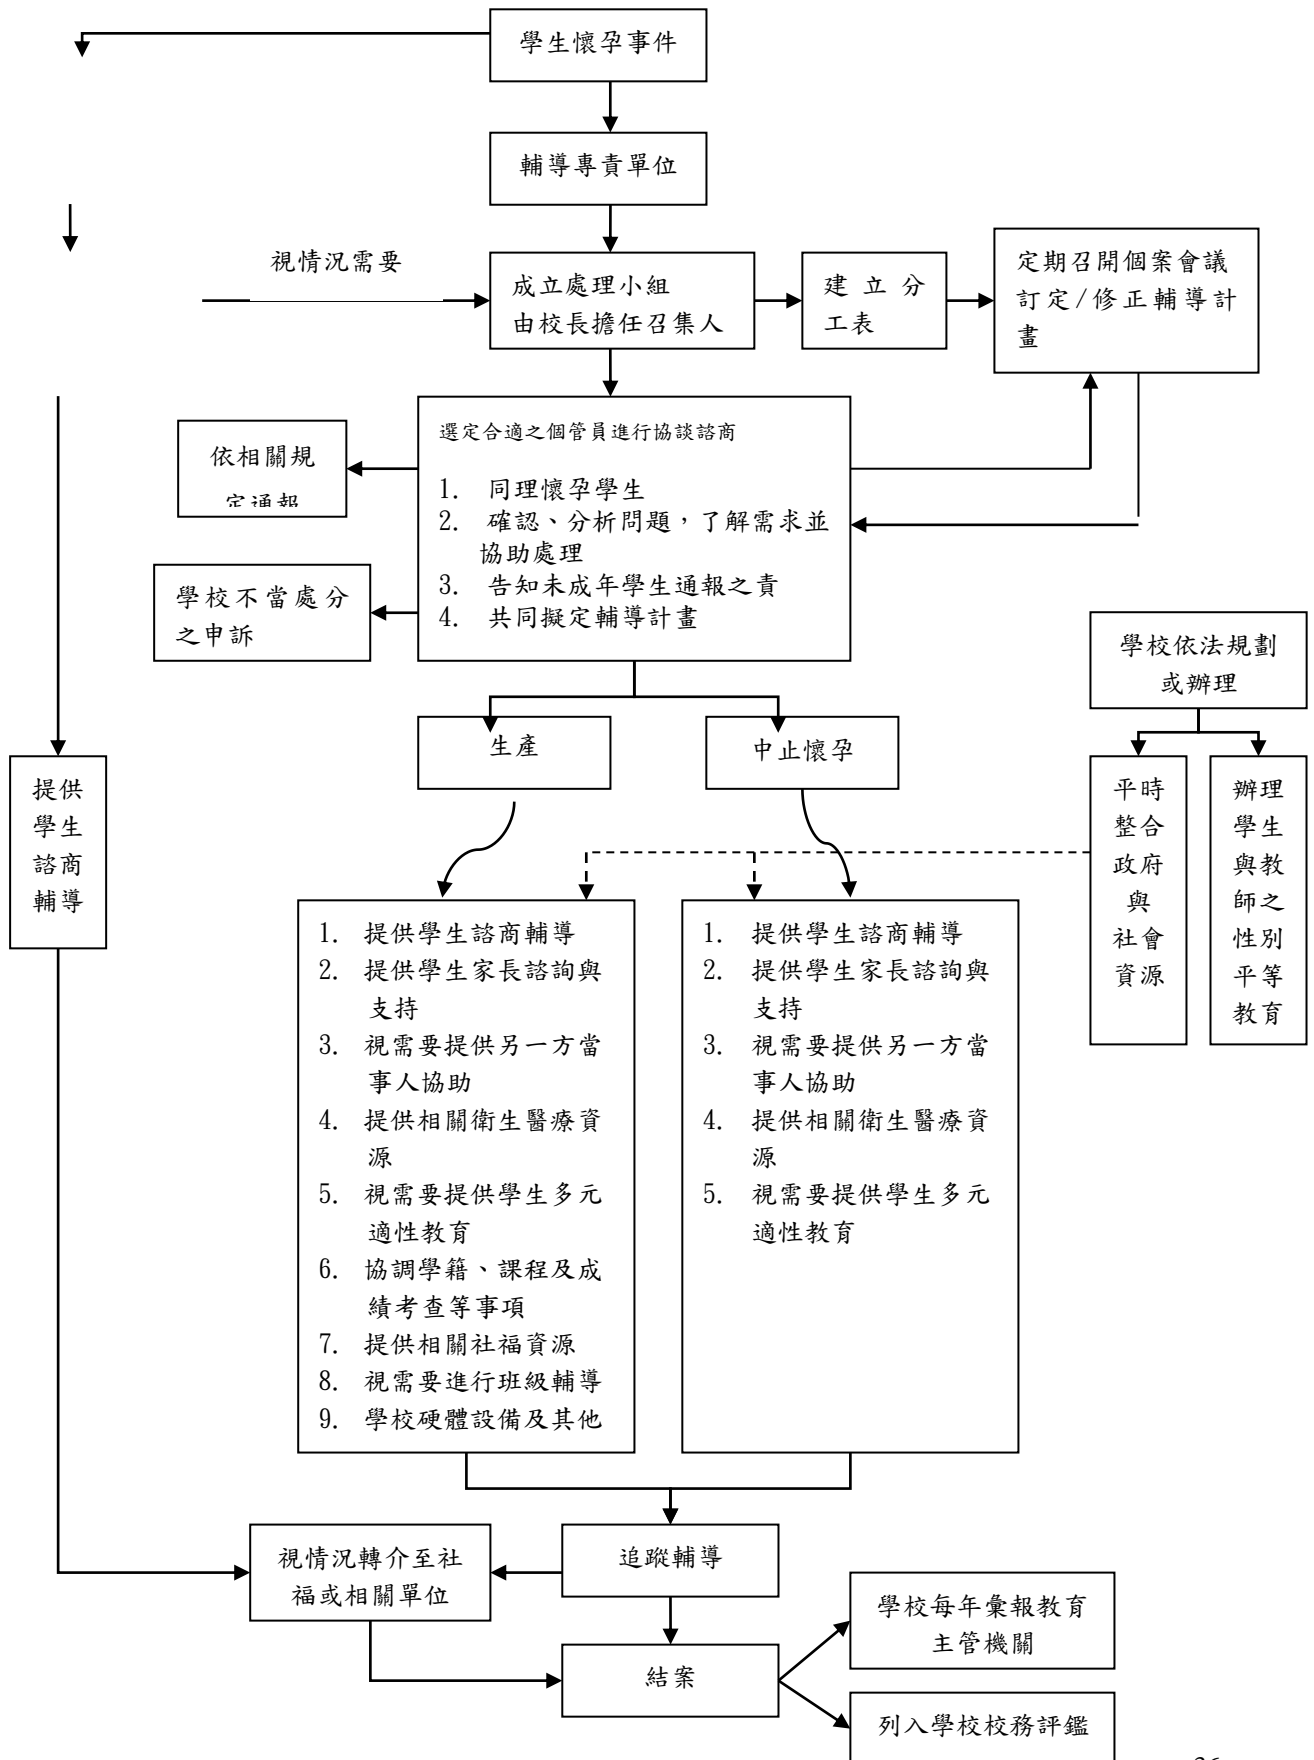 學生懷孕事件
輔導專責單位
視情況需要
成立處理小組
由校長擔任召集人
建立分
工表
定期召開個案會議
訂定/修正輔導計
畫
選定合適之個管員進行協談諮商
1. 同理懷孕學生
2. 確認、分析問題,了解需求並
協助處理
3. 告知未成年學生通報之責
4. 共同擬定輔導計畫
依相關規
定通報
學校不當處分
之申訴
學校依法規劃
或辦理
生產
中止懷孕
提供
學生
諮商
輔導
平時
整合
政府
與
社會
資源
辦理
學生
與教
師之
性別
平等
教育
1. 提供學生諮商輔導
2. 提供學生家長諮詢與
支持
3. 視需要提供另一方當
事人協助
4. 提供相關衛生醫療資
源
5. 視需要提供學生多元
適性教育
6. 協調學籍、課程及成
績考查等事項
7. 提供相關社福資源
8. 視需要進行班級輔導
9. 學校硬體設備及其他
1. 提供學生諮商輔導
2. 提供學生家長諮詢與
支持
3. 視需要提供另一方當
事人協助
4. 提供相關衛生醫療資
源
5. 視需要提供學生多元
適性教育
視情況轉介至社
福或相關單位
追蹤輔導
結案
學校每年彙報教育
主管機關
列入學校校務評鑑